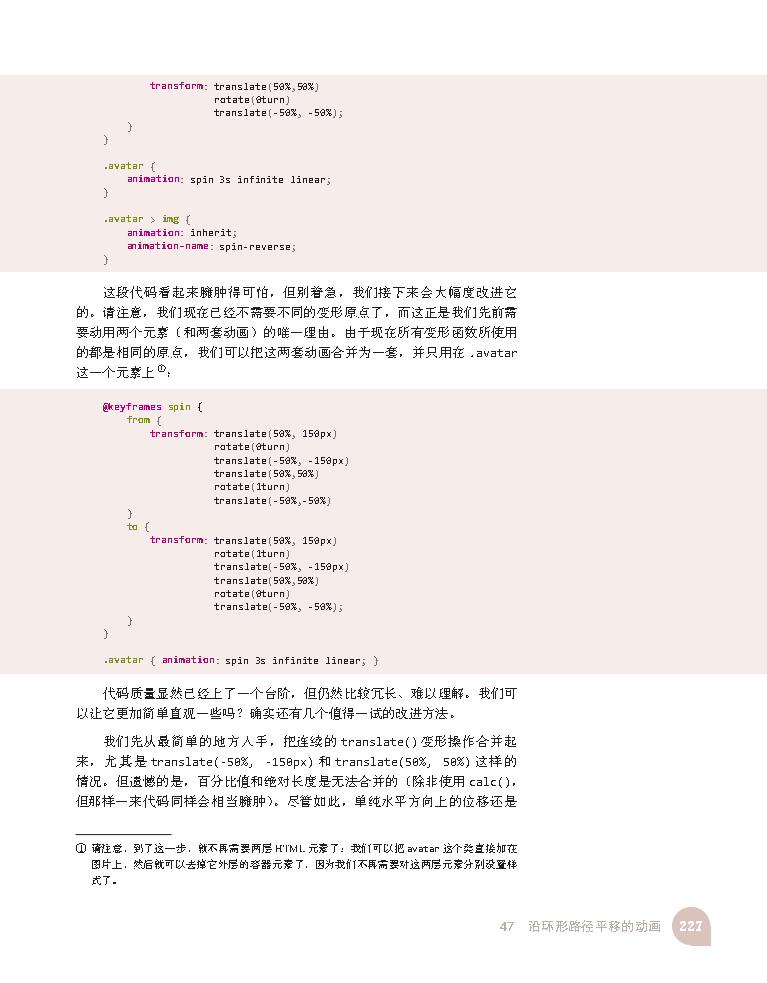 transform: translate(50%,50%)
rotate(0turn)
translate(-50%, -50%);
}
}
.avatar {
animation: spin 3s infinite linear;
}
.avatar > img {
animation: inherit;
animation-name: spin-reverse;
}
这段代码看起来臃肿得可怕，但别着急，我们接下来会大幅度改进它
的。请注意，我们现在已经不需要不同的变形原点了，而这正是我们先前需
要动用两个元素（和两套动画）的唯一理由。由于现在所有变形函数所使用
的都是相同的原点，我们可以把这两套动画合并为一套，并只用在 .avatar
这一个元素上①：
@keyframes spin {
from {
transform: translate(50%, 150px)
rotate(0turn)
translate(-50%, -150px)
translate(50%,50%)
rotate(1turn)
translate(-50%,-50%)
}
to {
transform: translate(50%, 150px)
rotate(1turn)
translate(-50%, -150px)
translate(50%,50%)
rotate(0turn)
translate(-50%, -50%);
}
}
.avatar { animation: spin 3s infinite linear; }
代码质量显然已经上了一个台阶，但仍然比较冗长、难以理解。我们可
以让它更加简单直观一些吗？确实还有几个值得一试的改进方法。
我们先从最简单的地方入手，把连续的 translate() 变形操作合并起
来，尤其是 translate(-50%, -150px) 和 translate(50%, 50%) 这样的
情况。但遗憾的是，百分比值和绝对长度是无法合并的（除非使用 calc()，
但那样一来代码同样会相当臃肿）。尽管如此，单纯水平方向上的位移还是
① 请注意，到了这一步，就不再需要两层 HTML 元素了：我们可以把 avatar 这个类直接加在
图片上，然后就可以去掉它外层的容器元素了，因为我们不再需要对这两层元素分别设置样
式了。
47 沿环形路径平移的动画 227